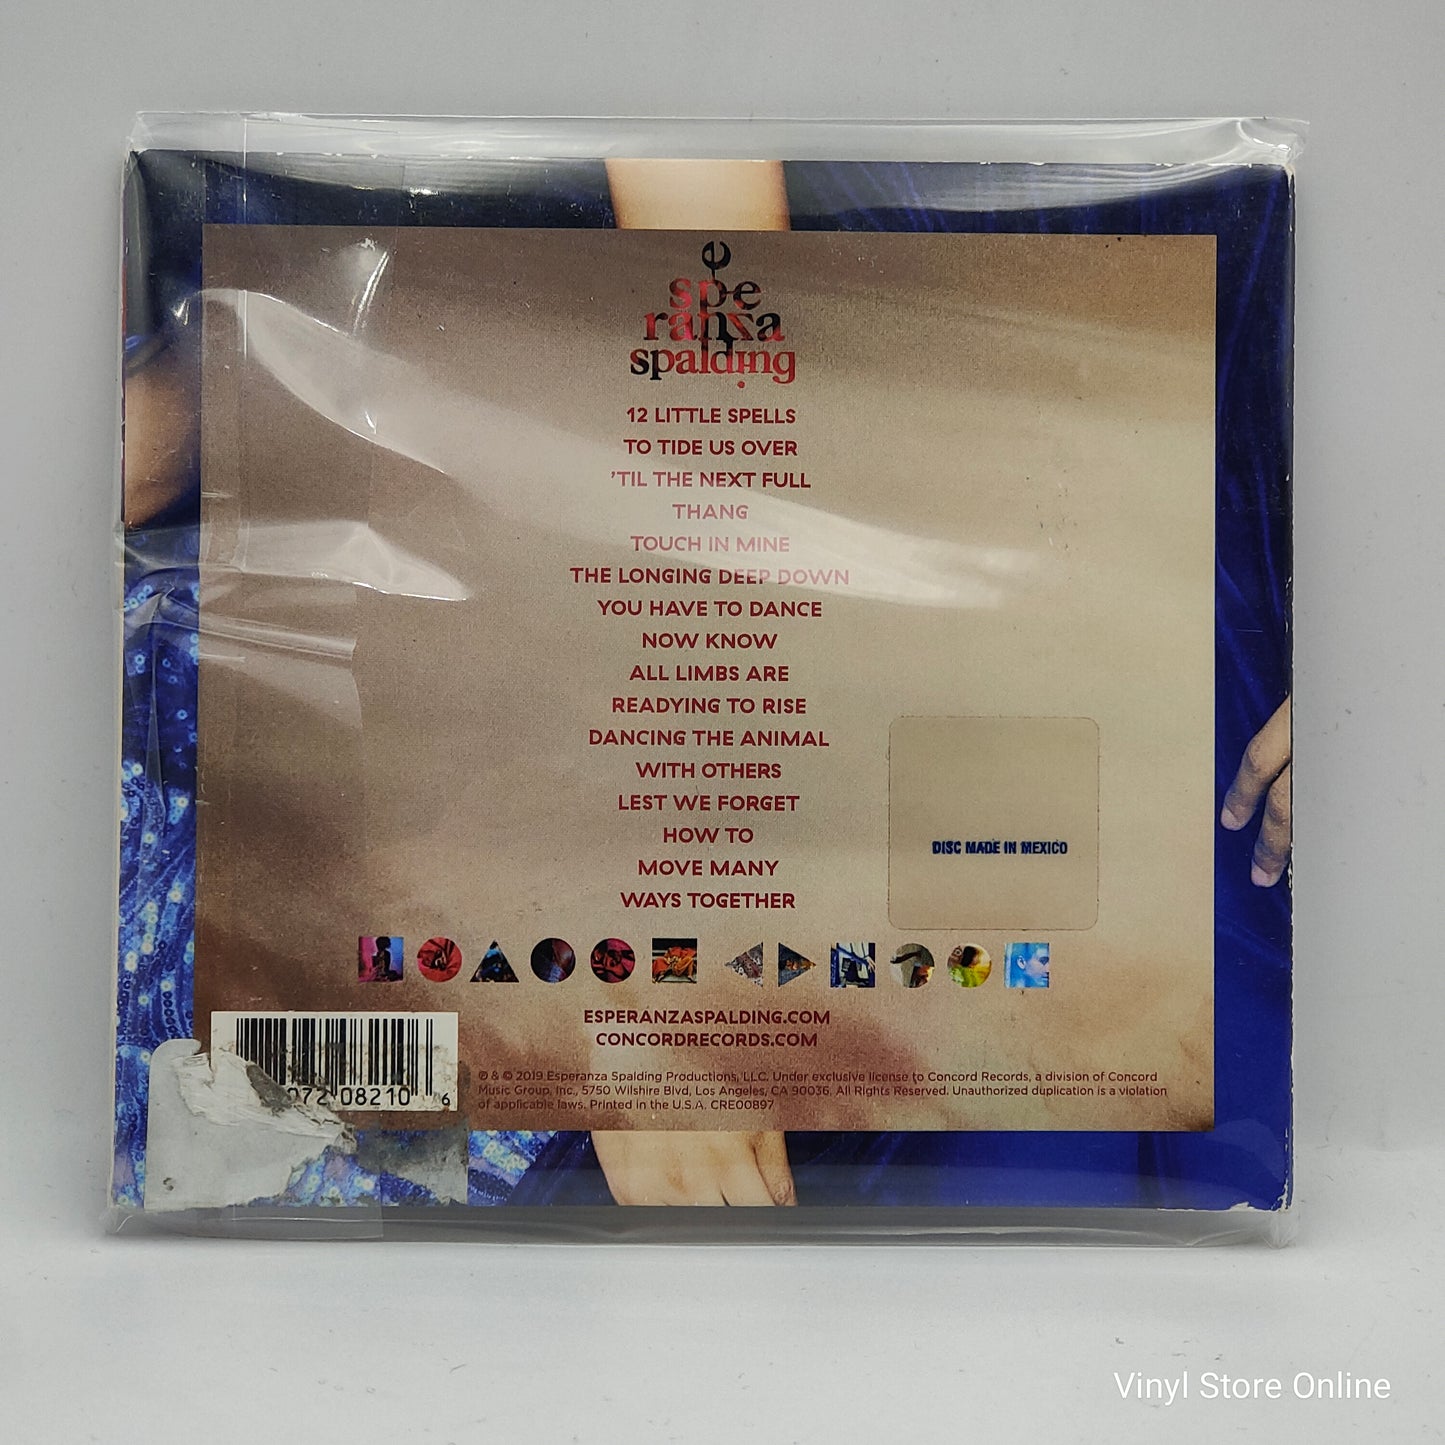 e
spe
ranza
spalding
12 LITTLE SPELLS
TO TIDE US OVER
'TIL THE NEXT FULL
THANG
TOUCH IN MINE
THE LONGING DEEP DOWN
YOU HAVE TO DANCE
NOW KNOW
ALL LIMBS ARE
READYING TO RISE
DANCING THE ANIMAL
WITH OTHERS
LEST WE FORGET
HOW TO
MOVE MANY
WAYS TOGETHER
DISC MADE IN MEXICO
ESPERANZASPALDING.COM
CONCORDRECORDS.COM
072 08210 6
℗ & © 2019 Esperanza Spalding Productions, LLC. Under exclusive license to Concord Records, a division of Concord
Music Group, Inc., 5750 Wilshire Blvd, Los Angeles, CA 90036. All Rights Reserved. Unauthorized duplication is a violation
of applicable laws. Printed in the U.S.A. CRE00897
Vinyl Store Online